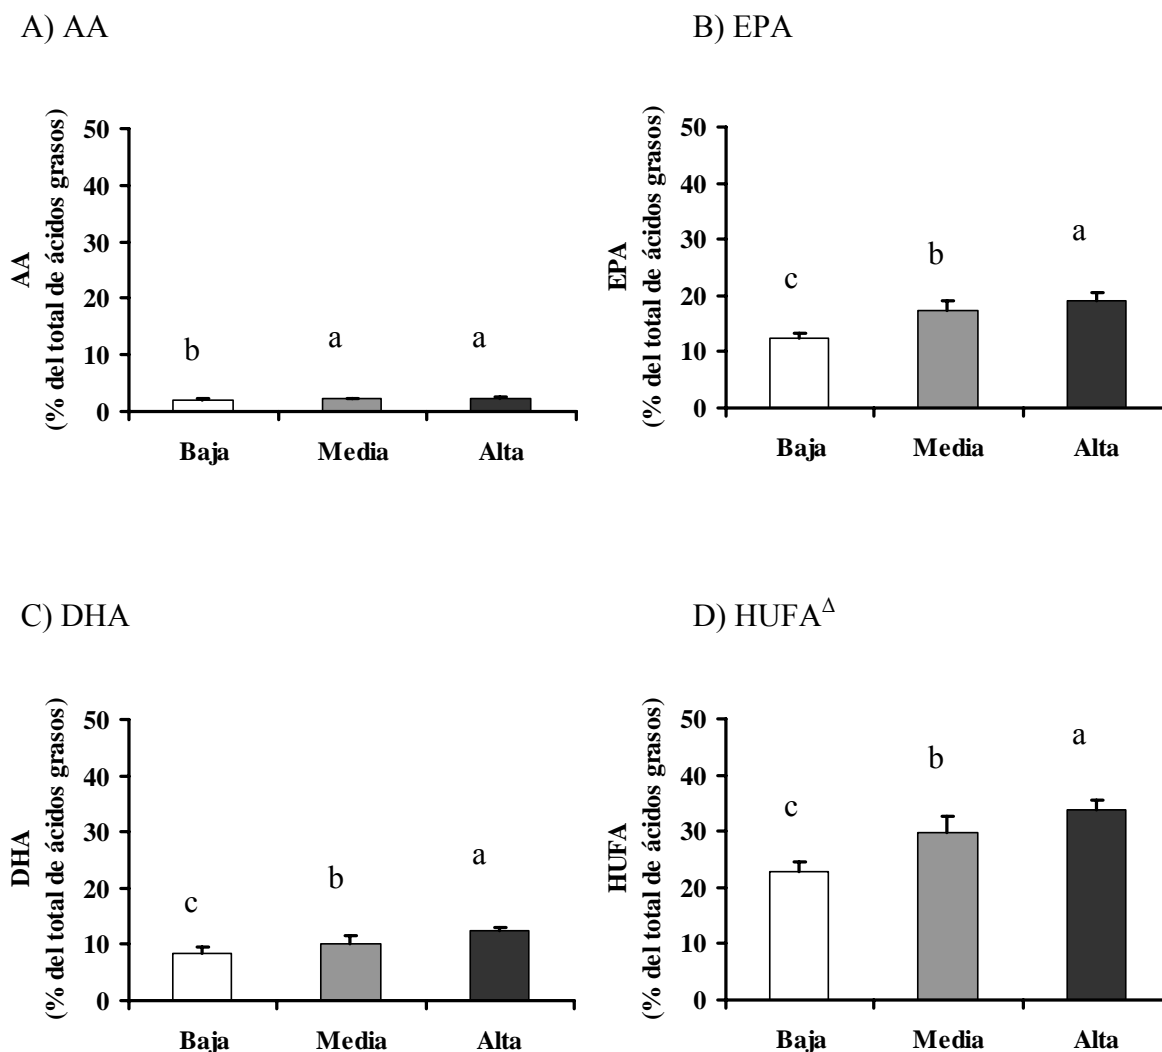 A) AA
AA
(% del total de ácidos grasos)
50
40
30
20
10
0
b
a
a
Baja
Media
Alta
B) EPA
EPA
(% del total de ácidos grasos)
50
40
30
20
10
0
c
b
a
Baja
Media
Alta
C) DHA
DHA
(% del total de ácidos grasos)
50
40
30
20
10
0
c
b
a
Baja
Media
Alta
D) HUFA^Δ
HUFA
(% del total de ácidos grasos)
50
40
30
20
10
0
c
b
a
Baja
Media
Alta